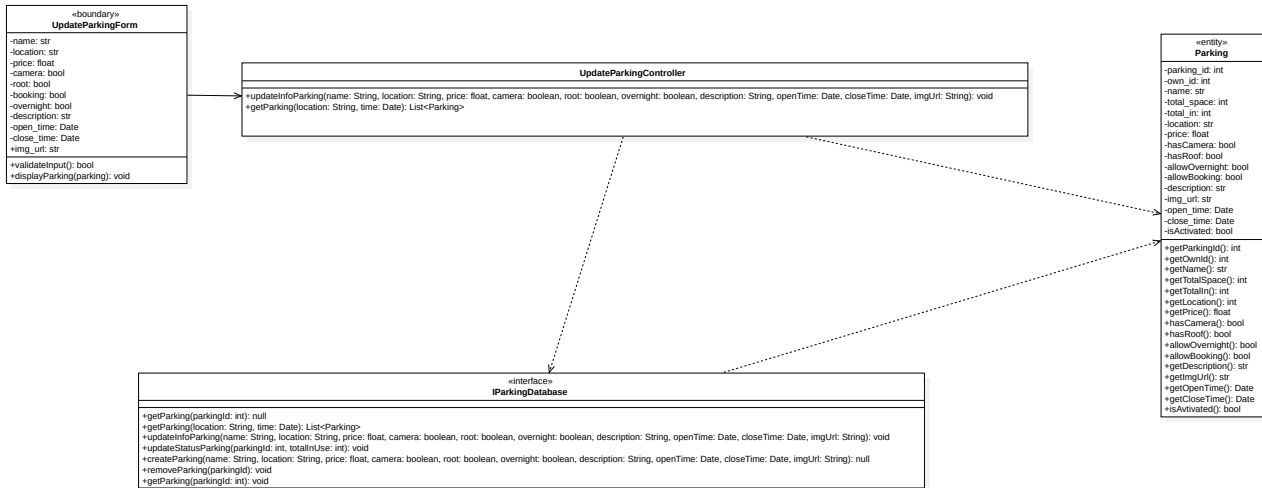 «boundary»
UpdateParkingForm
-name: str
-location: str
-price: float
-camera: bool
-root: bool
-booking: bool
-overnight: bool
-description: str
-open_time: Date
-close_time: Date
+img_url: str
+validateInput(): bool
+displayParking(parking): void
UpdateParkingController
+updateInfoParking(name: String, location: String, price: float, camera: boolean, root: boolean, overnight: boolean, description: String, openTime: Date, closeTime: Date, imgUrl: String): void
+getParking(location: String, time: Date): List<Parking>
«entity»
Parking
-parking_id: int
-own_id: int
-name: str
-total_space: int
-total_in: int
-location: str
-price: float
-hasCamera: bool
-hasRoof: bool
-allowOvernight: bool
-allowBooking: bool
-description: str
-img_url: str
-open_time: Date
-close_time: Date
-isActivated: bool
+getParkingId(): int
+getOwnId(): int
+getName(): str
+getTotalSpace(): int
+getTotalIn(): int
+getLocation(): int
+getPrice(): float
+hasCamera(): bool
+hasRoof(): bool
+allowOvernight(): bool
+allowBooking(): bool
+getDescription(): str
+getImgUrl(): str
+getOpenTime(): Date
+getCloseTime(): Date
+isAvtivated(): bool
«interface»
IParkingDatabase
+getParking(parkingId: int): null
+getParking(location: String, time: Date): List<Parking>
+updateInfoParking(name: String, location: String, price: float, camera: boolean, root: boolean, overnight: boolean, description: String, openTime: Date, closeTime: Date, imgUrl: String): void
+updateStatusParking(parkingId: int, totalInUse: int): void
+createParking(name: String, location: String, price: float, camera: boolean, root: boolean, overnight: boolean, description: String, openTime: Date, closeTime: Date, imgUrl: String): null
+removeParking(parkingId): void
+getParking(parkingId: int): void